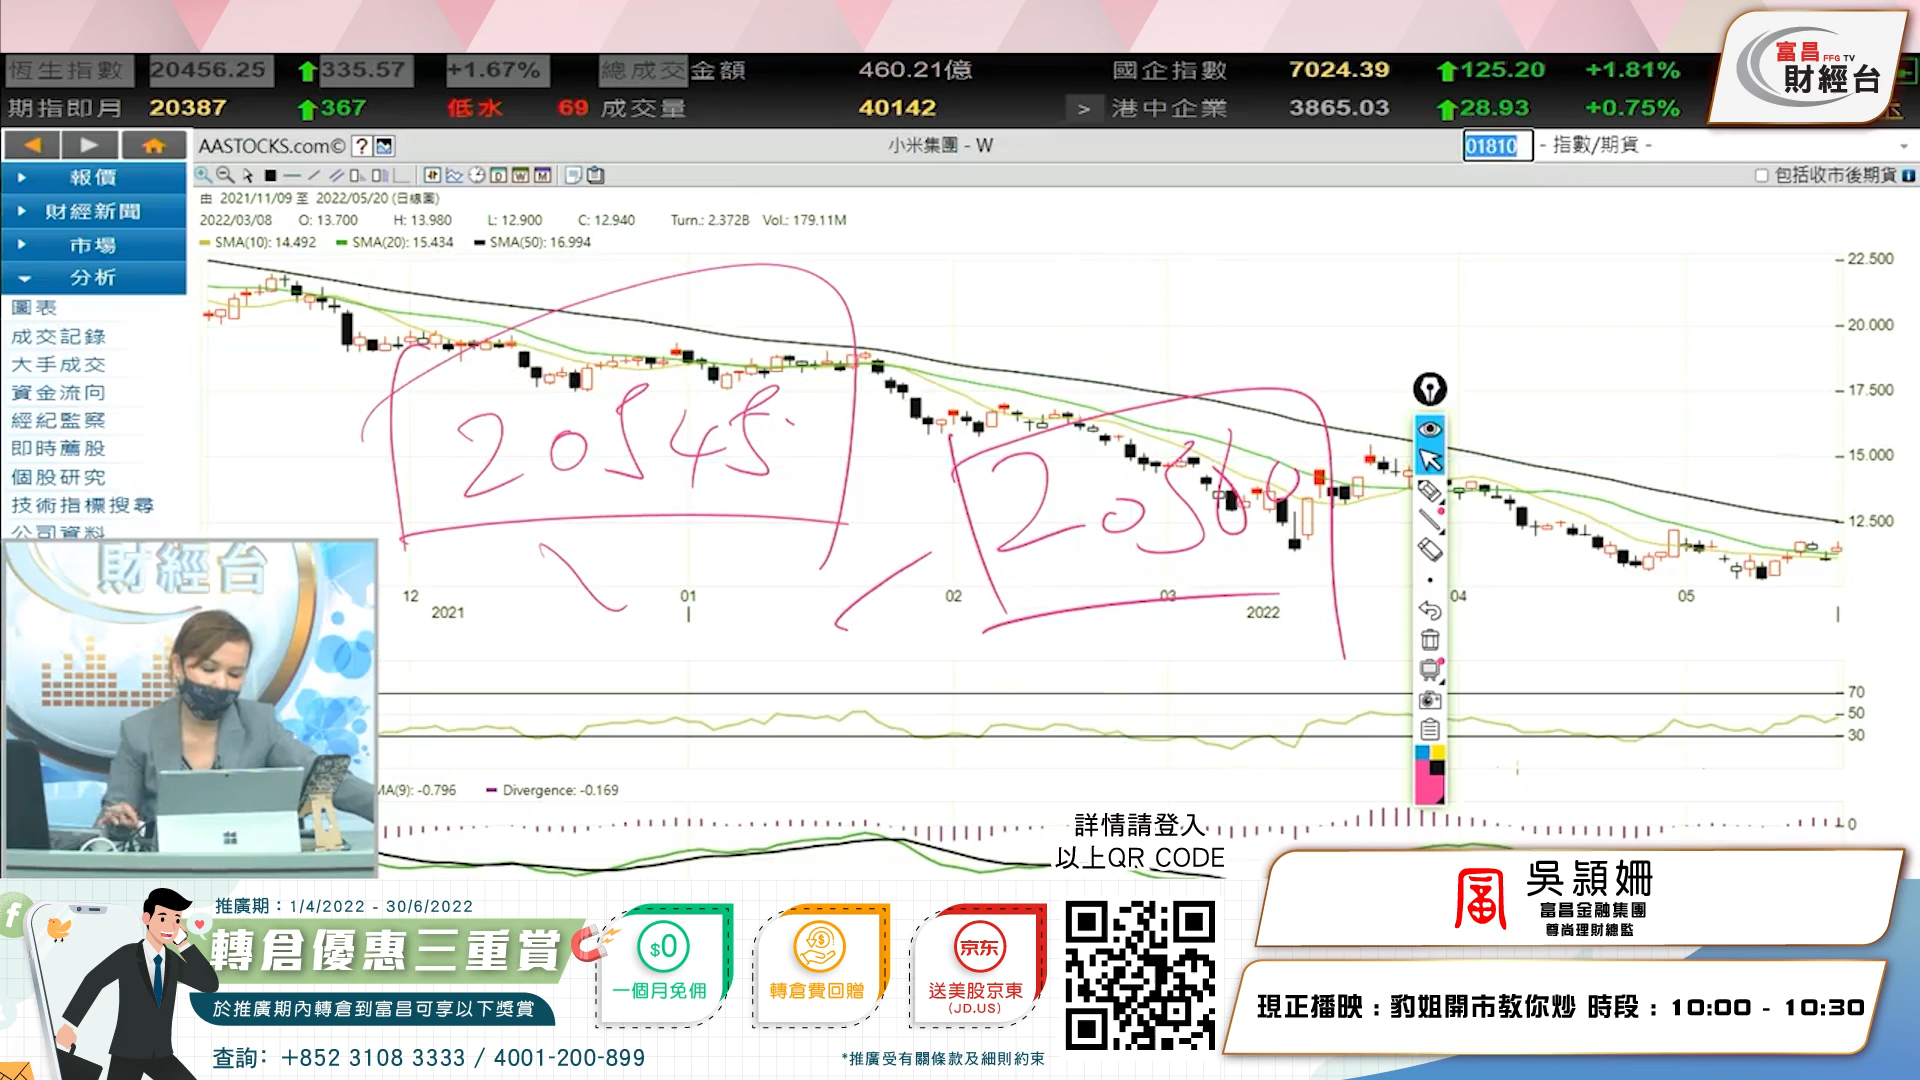 恆生指數 20456.25 335.57 +1.67% 總成交金額 460.21億 國企指數 7024.39 125.20 +1.81%
期指即月 20387 367 低水 69 成交量 40142 > 港中企業 3865.03 28.93 +0.75%
富昌 FFG TV
財經台
AASTOCKS.com© ? 小米集團 - W 01810 - 指數/期貨 -
包括收市後期貨
報價
財經新聞
市場
分析
圖表
成交記錄
大手成交
資金流向
經紀監察
即時薦股
個股研究
技術指標搜尋
公司資料
由 2021/11/09 至 2022/05/20 (日線圖)
2022/03/08 O: 13.700 H: 13.980 L: 12.900 C: 12.940 Turn.: 2.372B Vol.: 179.11M
SMA(10): 14.492 SMA(20): 15.434 SMA(50): 16.994
22.500
20.000
17.500
15.000
12.500
20545
20560
12 01 02 03 04 05
2021 2022
70
50
30
MA(9): -0.796 Divergence: -0.169
0
財經台
詳情請登入
以上QR CODE
推廣期：1/4/2022 - 30/6/2022
轉倉優惠三重賞
於推廣期內轉倉到富昌可享以下獎賞
查詢： +852 3108 3333 / 4001-200-899
$0
一個月免佣
轉倉費回贈
京东
送美股京東
(JD.US)
*推廣受有關條款及細則約束
吳穎姍
富昌金融集團
尊尚理財總監
現正播映：豹姐開市教你炒 時段：10:00 - 10:30